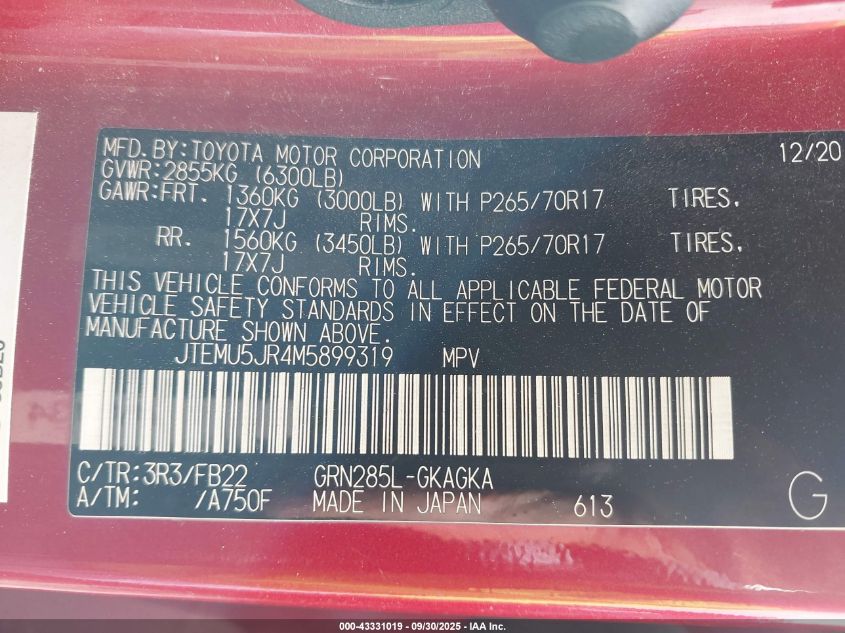 MFD. BY: TOYOTA MOTOR CORPORATION 12/20
GVWR: 2855KG (6300LB)
GAWR: FRT. 1360KG (3000LB) WITH P265/70R17 TIRES.
17X7J RIMS.
RR. 1560KG (3450LB) WITH P265/70R17 TIRES.
17X7J RIMS.
THIS VEHICLE CONFORMS TO ALL APPLICABLE FEDERAL MOTOR
VEHICLE SAFETY STANDARDS IN EFFECT ON THE DATE OF
MANUFACTURE SHOWN ABOVE.
JTEMU5JR4M5899319 MPV
C/TR: 3R3/FB22 GRN285L-GKAGKA
A/TM: /A750F MADE IN JAPAN 613 G
000-43331019 - 09/30/2025 - IAA Inc.